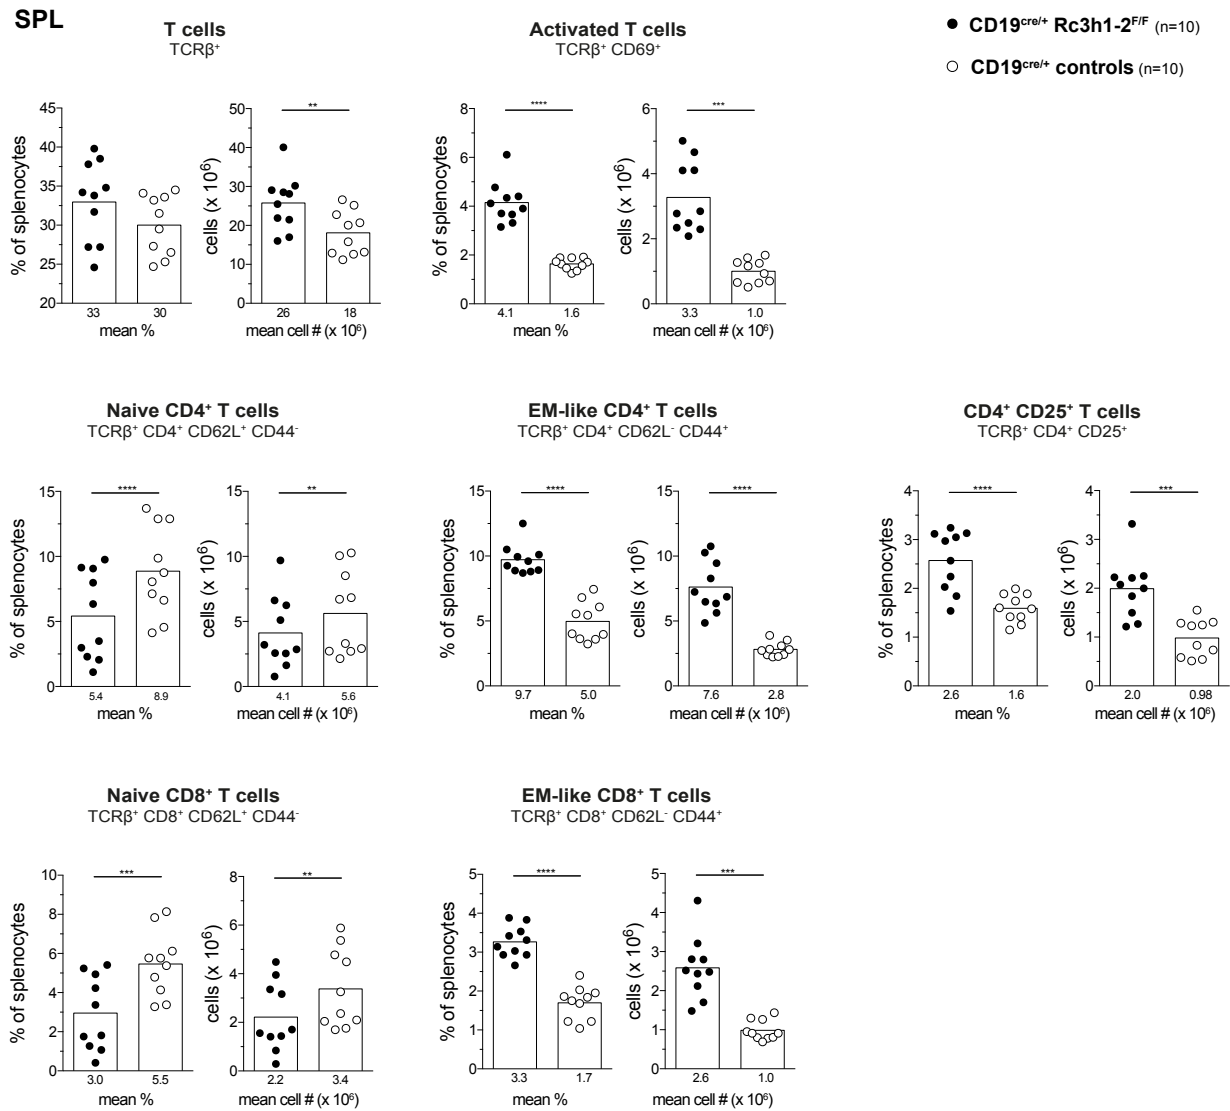 SPL
● CD19ᶜʳᵉ/⁺ Rc3h1-2ᶠ/ᶠ (n=10)
○ CD19ᶜʳᵉ/⁺ controls (n=10)
T cells
TCRβ⁺
% of splenocytes
45
40
35
30
25
20
33 30
mean %
cells (x 10⁶)
50
40
30
20
10
0
**
26 18
mean cell # (x 10⁶)
Activated T cells
TCRβ⁺ CD69⁺
% of splenocytes
8
6
4
2
0
****
4.1 1.6
mean %
cells (x 10⁶)
6
4
2
0
***
3.3 1.0
mean cell # (x 10⁶)
Naive CD4⁺ T cells
TCRβ⁺ CD4⁺ CD62L⁺ CD44⁻
% of splenocytes
15
10
5
0
****
5.4 8.9
mean %
cells (x 10⁶)
15
10
5
0
**
4.1 5.6
mean cell # (x 10⁶)
EM-like CD4⁺ T cells
TCRβ⁺ CD4⁺ CD62L⁻ CD44⁺
% of splenocytes
15
10
5
0
****
9.7 5.0
mean %
cells (x 10⁶)
15
10
5
0
****
7.6 2.8
mean cell # (x 10⁶)
CD4⁺ CD25⁺ T cells
TCRβ⁺ CD4⁺ CD25⁺
% of splenocytes
4
3
2
1
0
****
2.6 1.6
mean %
cells (x 10⁶)
4
3
2
1
0
***
2.0 0.98
mean cell # (x 10⁶)
Naive CD8⁺ T cells
TCRβ⁺ CD8⁺ CD62L⁺ CD44⁻
% of splenocytes
10
8
6
4
2
0
***
3.0 5.5
mean %
cells (x 10⁶)
8
6
4
2
0
**
2.2 3.4
mean cell # (x 10⁶)
EM-like CD8⁺ T cells
TCRβ⁺ CD8⁺ CD62L⁻ CD44⁺
% of splenocytes
5
4
3
2
1
0
****
3.3 1.7
mean %
cells (x 10⁶)
5
4
3
2
1
0
***
2.6 1.0
mean cell # (x 10⁶)